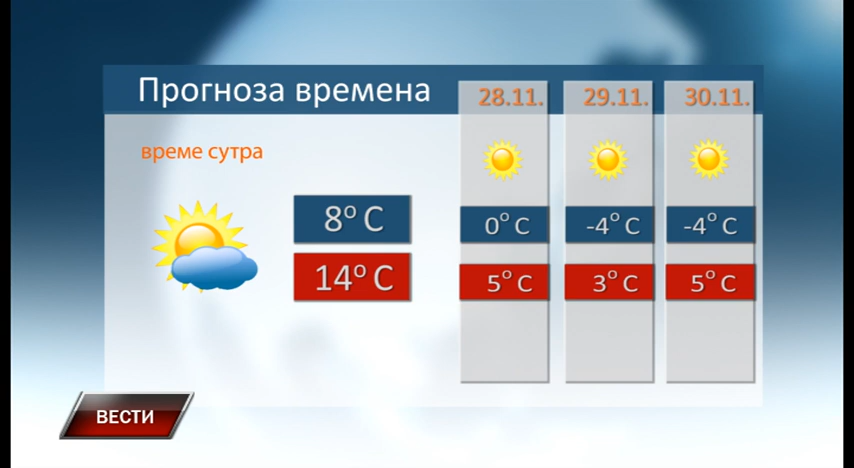 Прогноза времена
време сутра
8° C
14° C
28.11. 29.11. 30.11.
0° C -4° C -4° C
5° C 3° C 5° C
ВЕСТИ